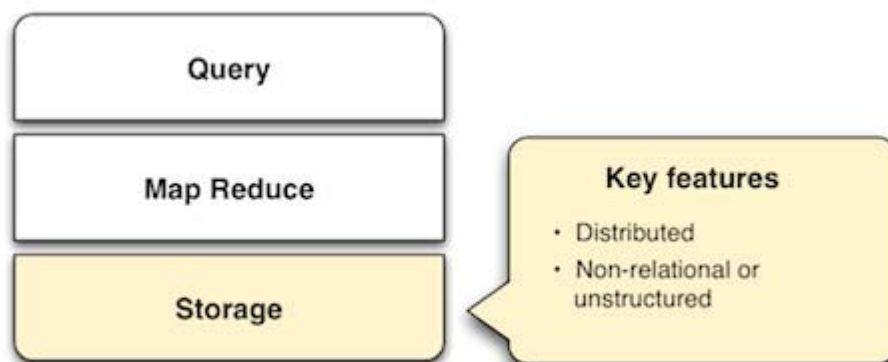 Query
Map Reduce
Storage
Key features
• Distributed
• Non-relational or
unstructured